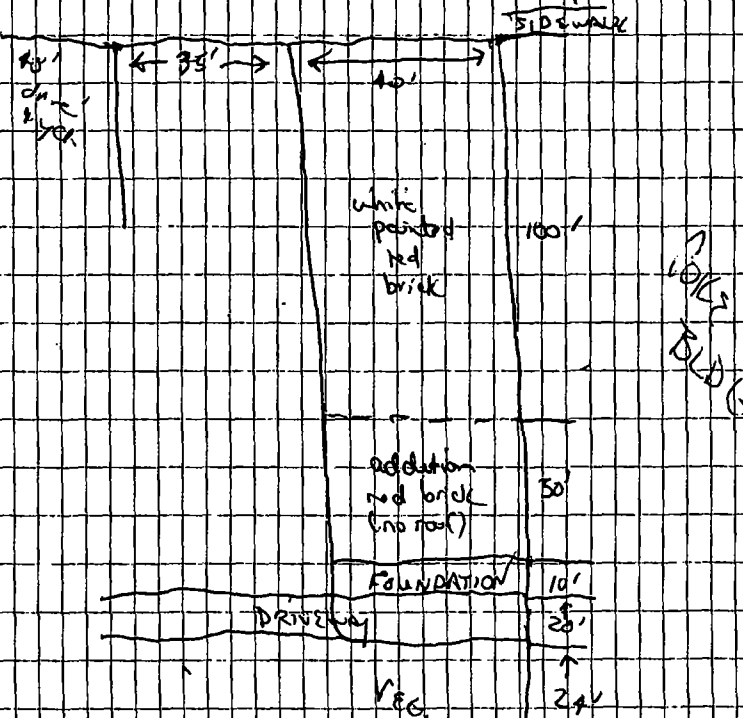 SIDEWALK
35'
40'
white
painted
red
brick
100'
BLD
addition
red brick
(no roof)
FOUNDATION
10'
DRIVEWAY
20'
VEG.
24'